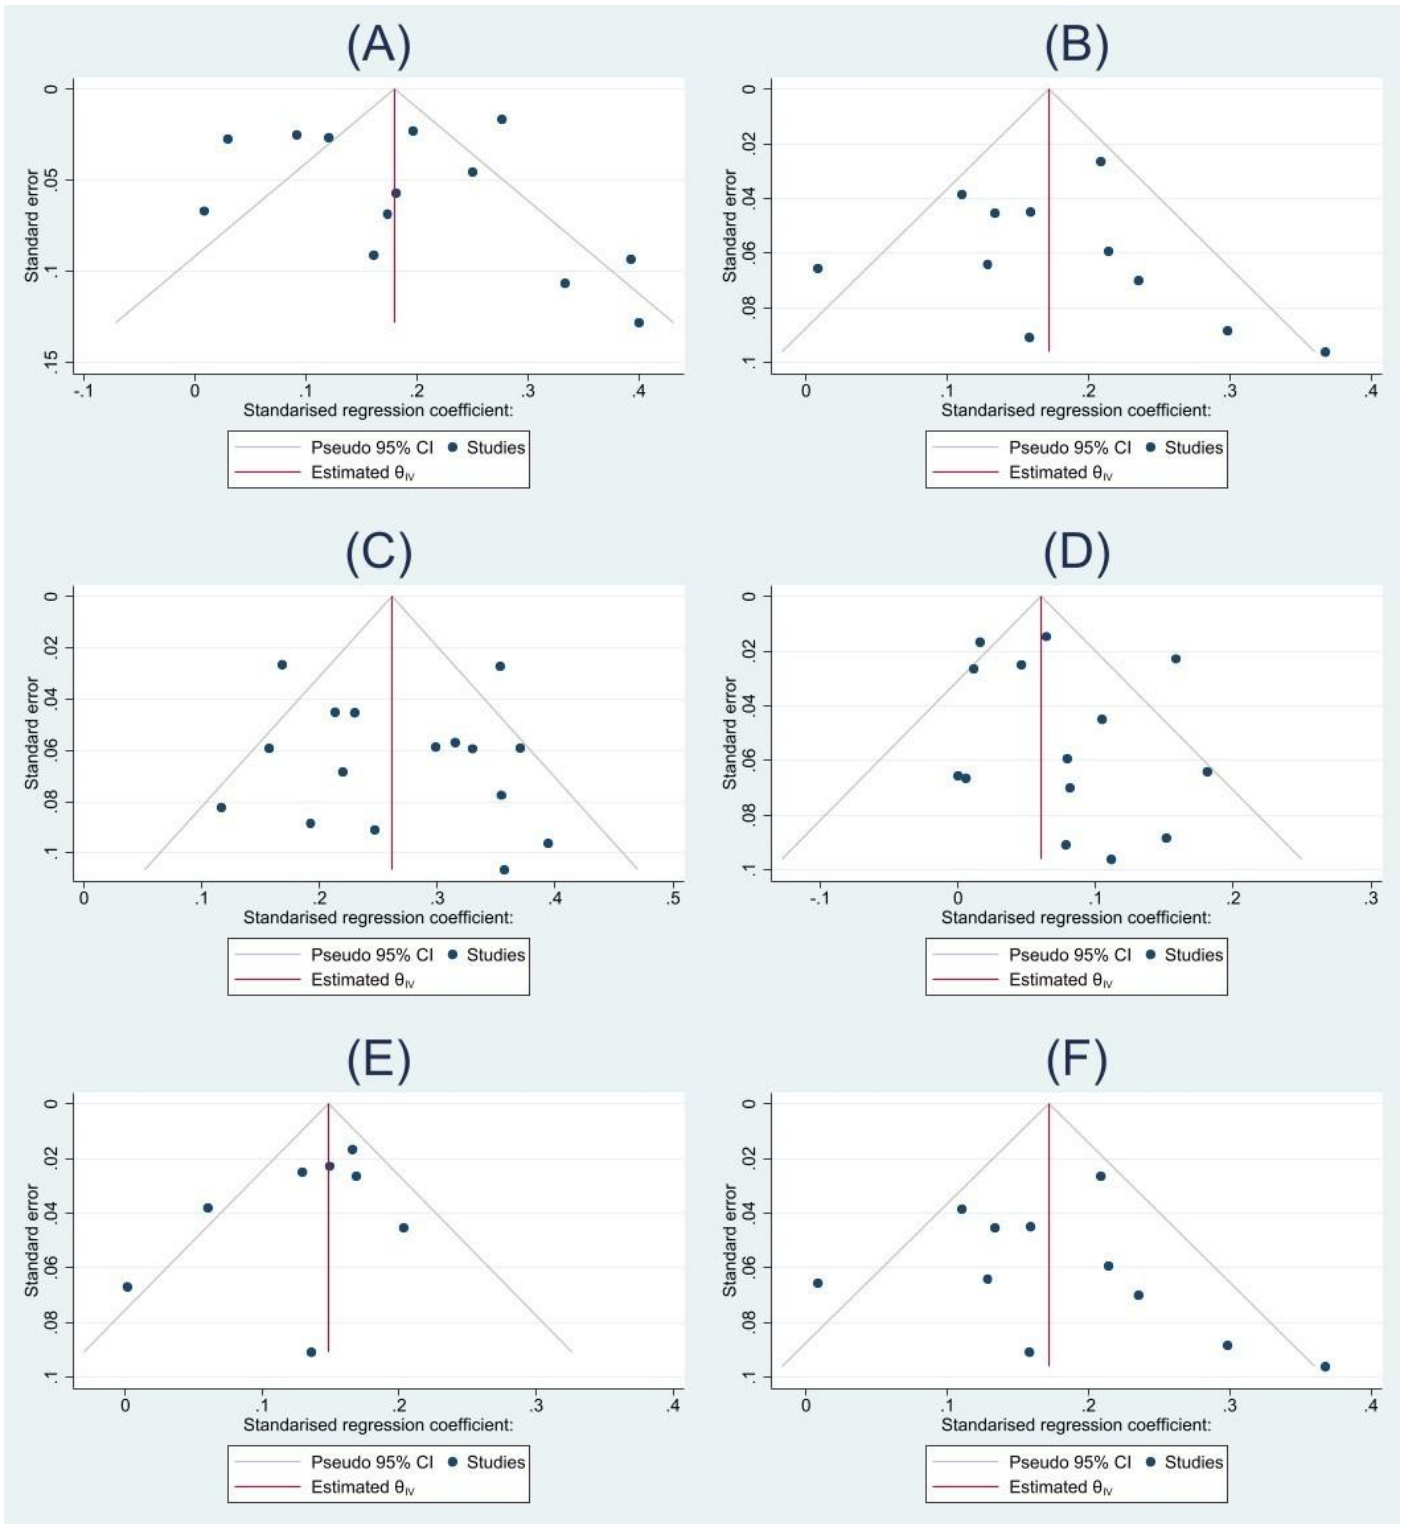 (A)
Standard error
0
.05
.1
.15
-.1 0 .1 .2 .3 .4
Standarised regression coefficient:
Pseudo 95% CI Studies
Estimated θIV
(B)
Standard error
0
.02
.04
.06
.08
.1
0 .1 .2 .3 .4
Standarised regression coefficient:
Pseudo 95% CI Studies
Estimated θIV
(C)
Standard error
0
.02
.04
.06
.08
.1
0 .1 .2 .3 .4 .5
Standarised regression coefficient:
Pseudo 95% CI Studies
Estimated θIV
(D)
Standard error
0
.02
.04
.06
.08
.1
-.1 0 .1 .2 .3
Standarised regression coefficient:
Pseudo 95% CI Studies
Estimated θIV
(E)
Standard error
0
.02
.04
.06
.08
.1
0 .1 .2 .3 .4
Standarised regression coefficient:
Pseudo 95% CI Studies
Estimated θIV
(F)
Standard error
0
.02
.04
.06
.08
.1
0 .1 .2 .3 .4
Standarised regression coefficient:
Pseudo 95% CI Studies
Estimated θIV